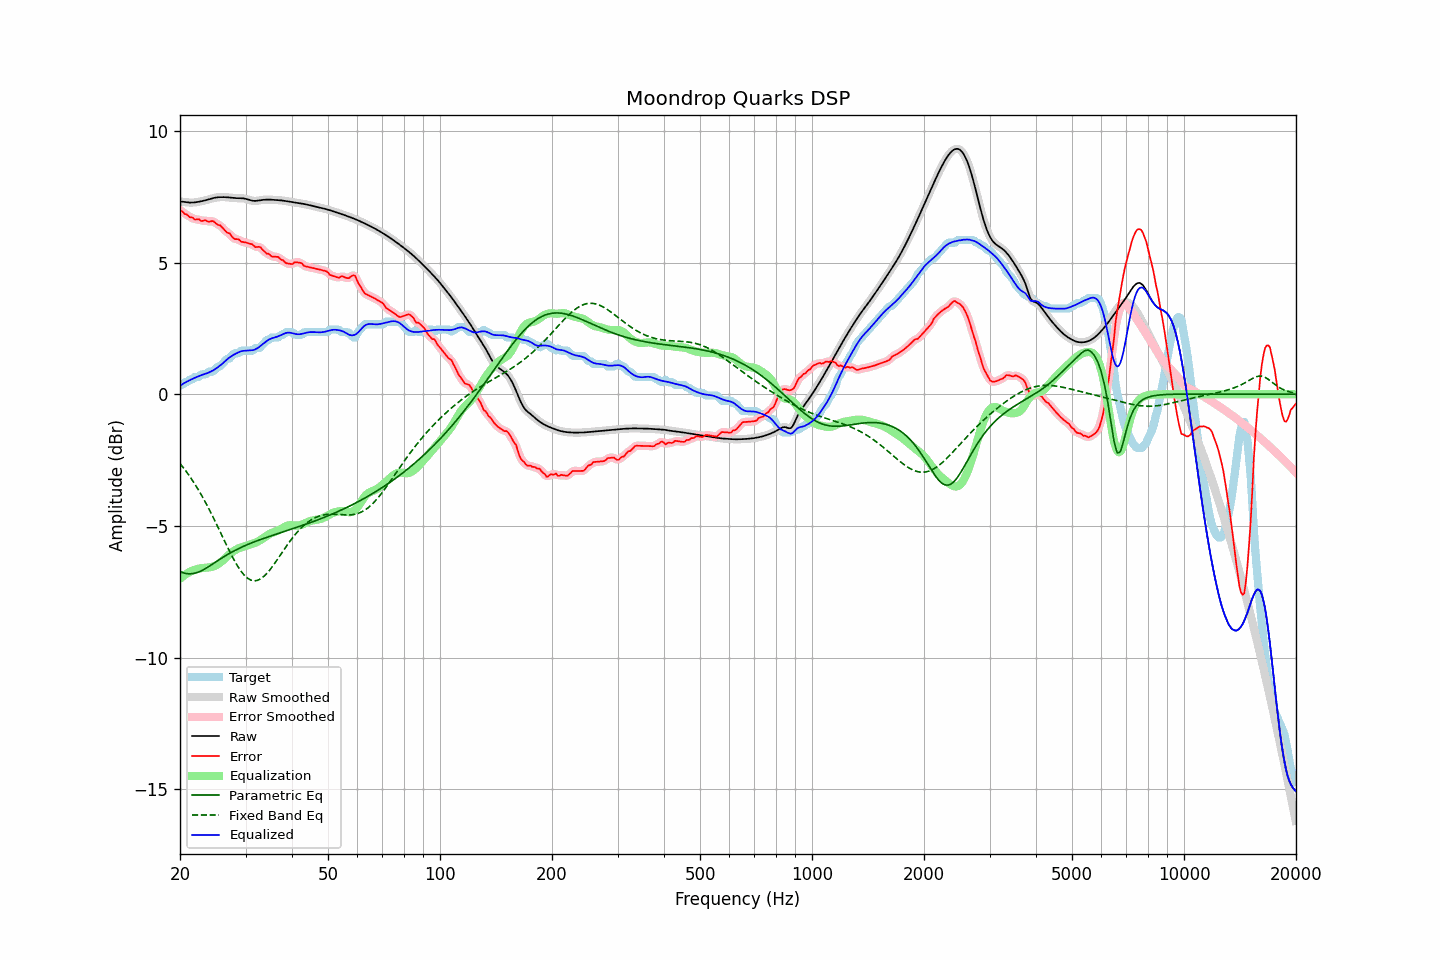 Moondrop Quarks DSP
Amplitude (dBr)
10
5
0
−5
−10
−15
Target
Raw Smoothed
Error Smoothed
Raw
Error
Equalization
Parametric Eq
Fixed Band Eq
Equalized
20 50 100 200 500 1000 2000 5000 10000 20000
Frequency (Hz)